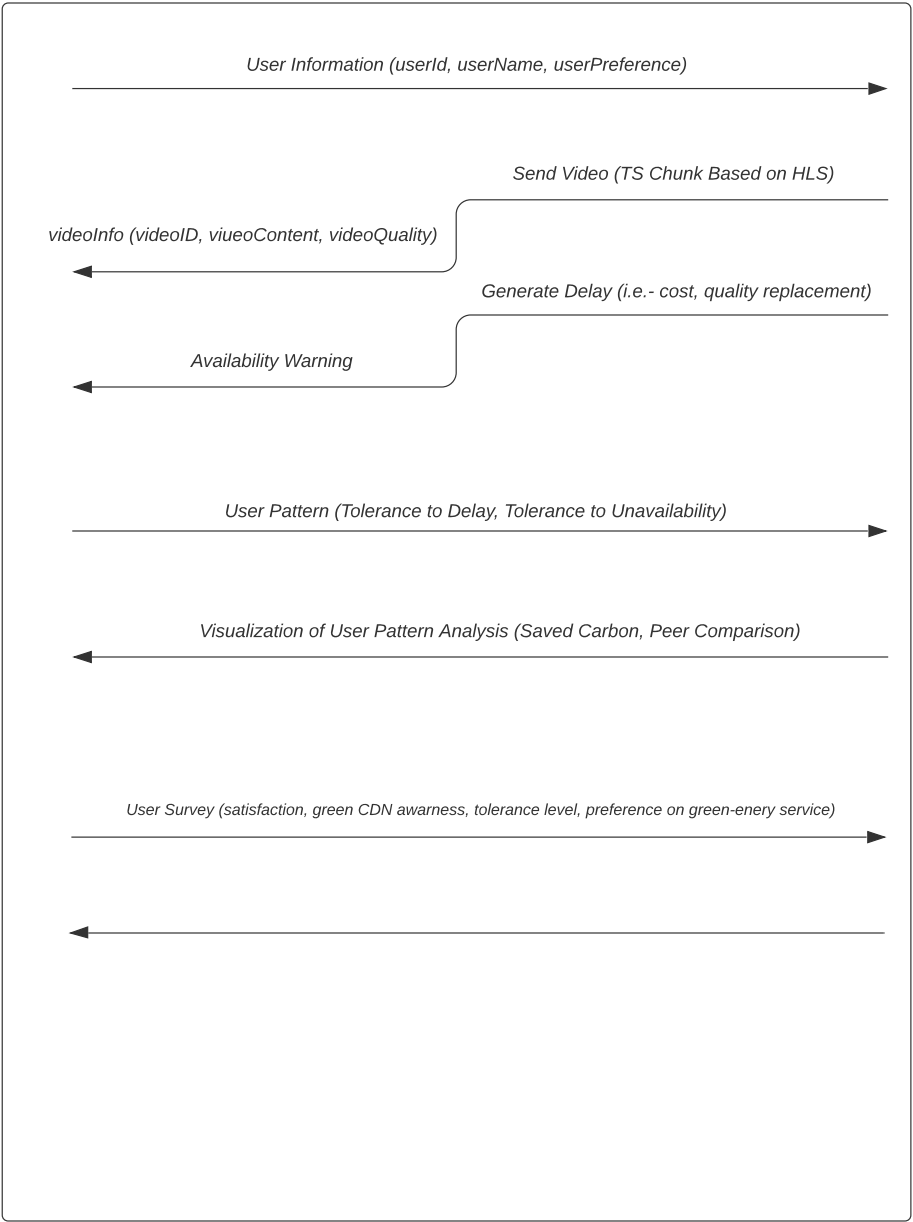 User Information (userId, userName, userPreference)
Send Video (TS Chunk Based on HLS)
videoInfo (videoID, viueoContent, videoQuality)
Generate Delay (i.e.- cost, quality replacement)
Availability Warning
User Pattern (Tolerance to Delay, Tolerance to Unavailability)
Visualization of User Pattern Analysis (Saved Carbon, Peer Comparison)
User Survey (satisfaction, green CDN awarness, tolerance level, preference on green-enery service)